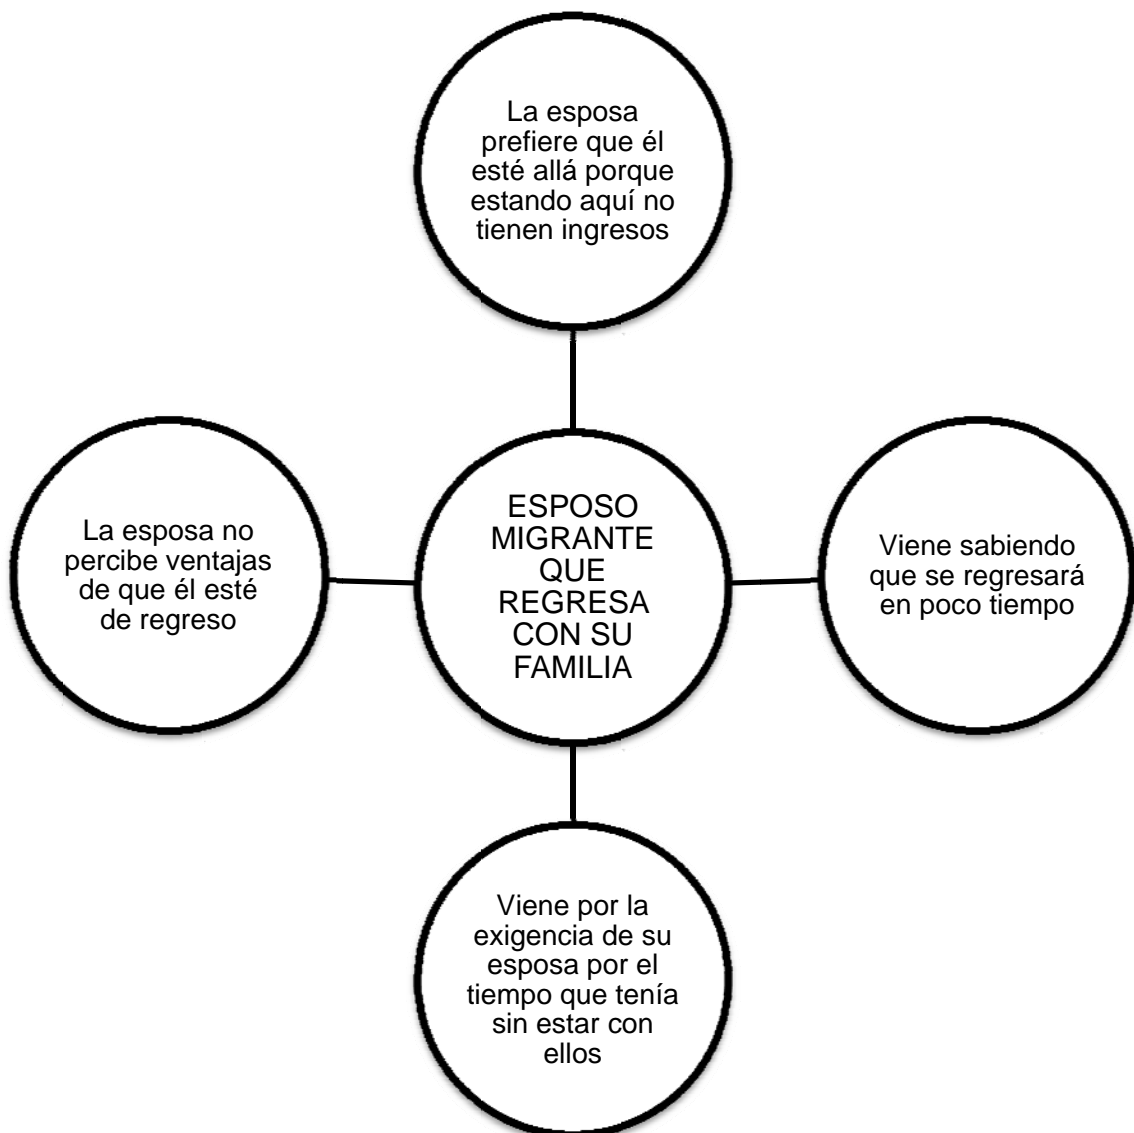 La esposa
prefiere que él
esté allá porque
estando aquí no
tienen ingresos
La esposa no
percibe ventajas
de que él esté
de regreso
ESPOSO
MIGRANTE
QUE
REGRESA
CON SU
FAMILIA
Viene sabiendo
que se regresará
en poco tiempo
Viene por la
exigencia de su
esposa por el
tiempo que tenía
sin estar con
ellos